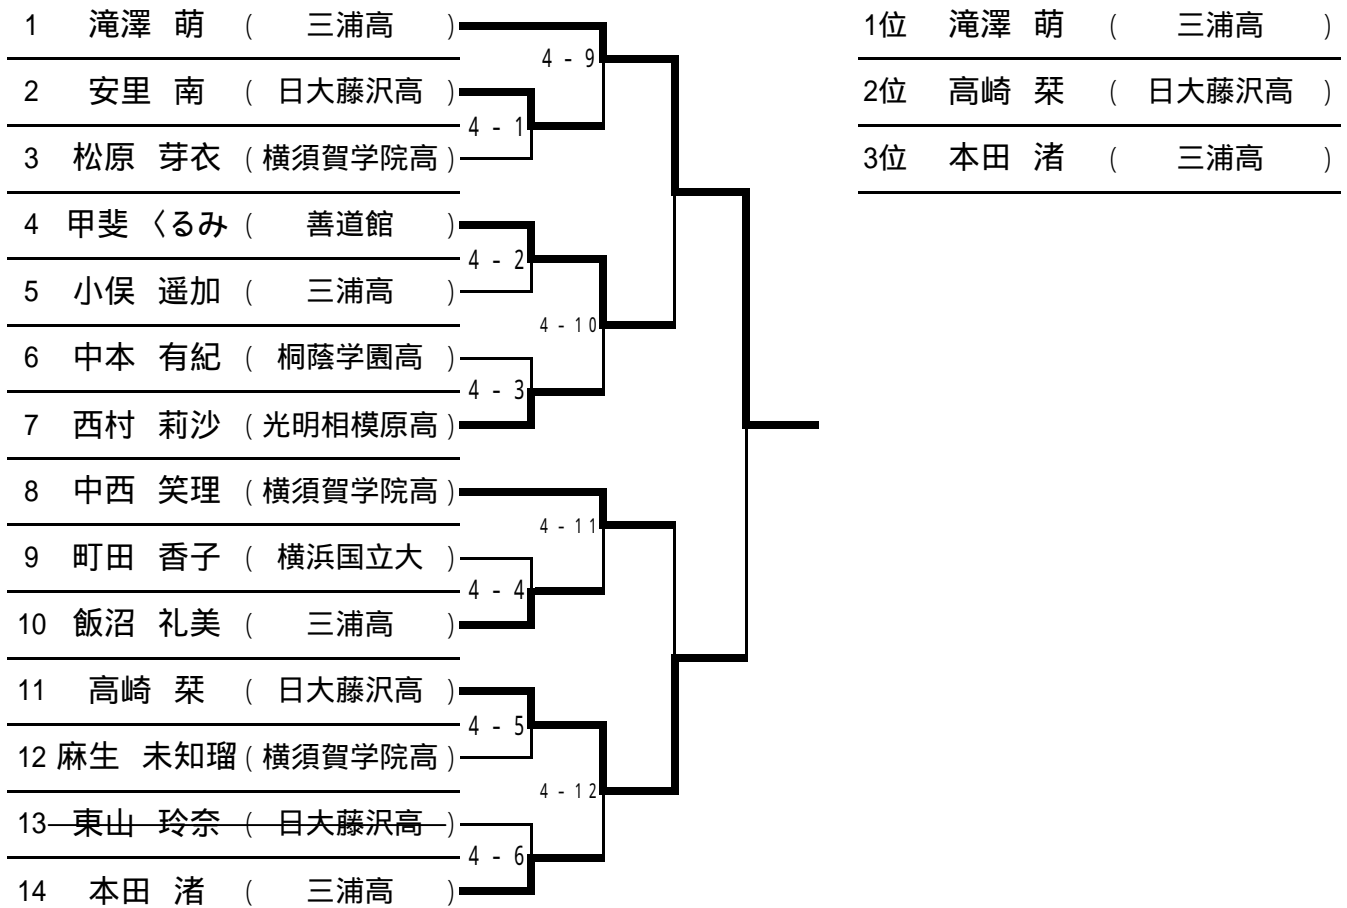 1 滝澤 萌 ( 三浦高 )
4 - 9
2 安里 南 ( 日大藤沢高 )
4 - 1
3 松原 芽衣 ( 横須賀学院高 )
4 甲斐 くるみ ( 善道館 )
4 - 2
5 小俣 遥加 ( 三浦高 )
4 - 10
6 中本 有紀 ( 桐蔭学園高 )
4 - 3
7 西村 莉沙 ( 光明相模原高 )
8 中西 笑理 ( 横須賀学院高 )
4 - 11
9 町田 香子 ( 横浜国立大 )
4 - 4
10 飯沼 礼美 ( 三浦高 )
11 高崎 栞 ( 日大藤沢高 )
4 - 5
12 麻生 未知瑠 ( 横須賀学院高 )
4 - 12
13 東山 玲奈 ( 日大藤沢高 )
4 - 6
14 本田 渚 ( 三浦高 )
1位 滝澤 萌 ( 三浦高 )
2位 高崎 栞 ( 日大藤沢高 )
3位 本田 渚 ( 三浦高 )